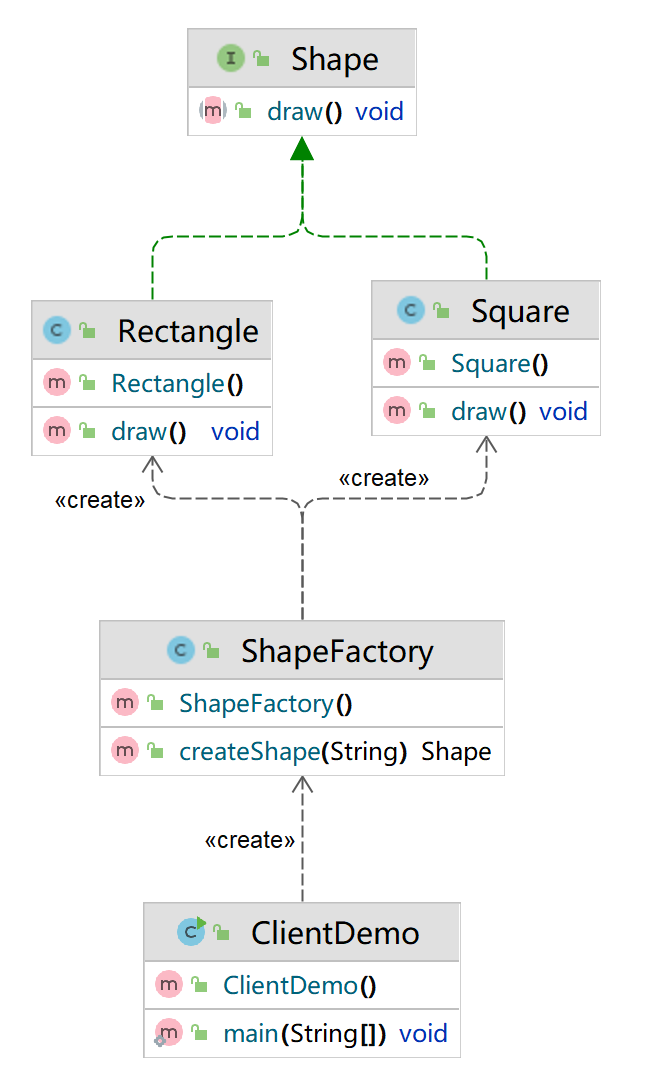 Shape
draw() void
Rectangle
Rectangle()
draw() void
Square
Square()
draw() void
«create»
«create»
ShapeFactory
ShapeFactory()
createShape(String) Shape
«create»
ClientDemo
ClientDemo()
main(String[]) void